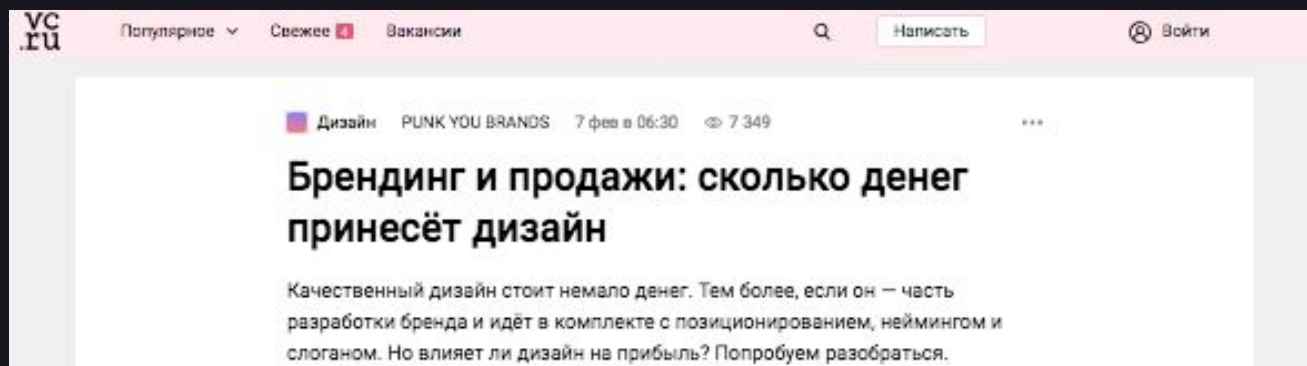 vc
.ru
Популярное Свежее 4 Вакансии Написать Войти
Дизайн PUNK YOU BRANDS 7 фев в 06:30 7 349
Брендинг и продажи: сколько денег
принесёт дизайн
Качественный дизайн стоит немало денег. Тем более, если он — часть
разработки бренда и идёт в комплекте с позиционированием, неймингом и
слоганом. Но влияет ли дизайн на прибыль? Попробуем разобраться.